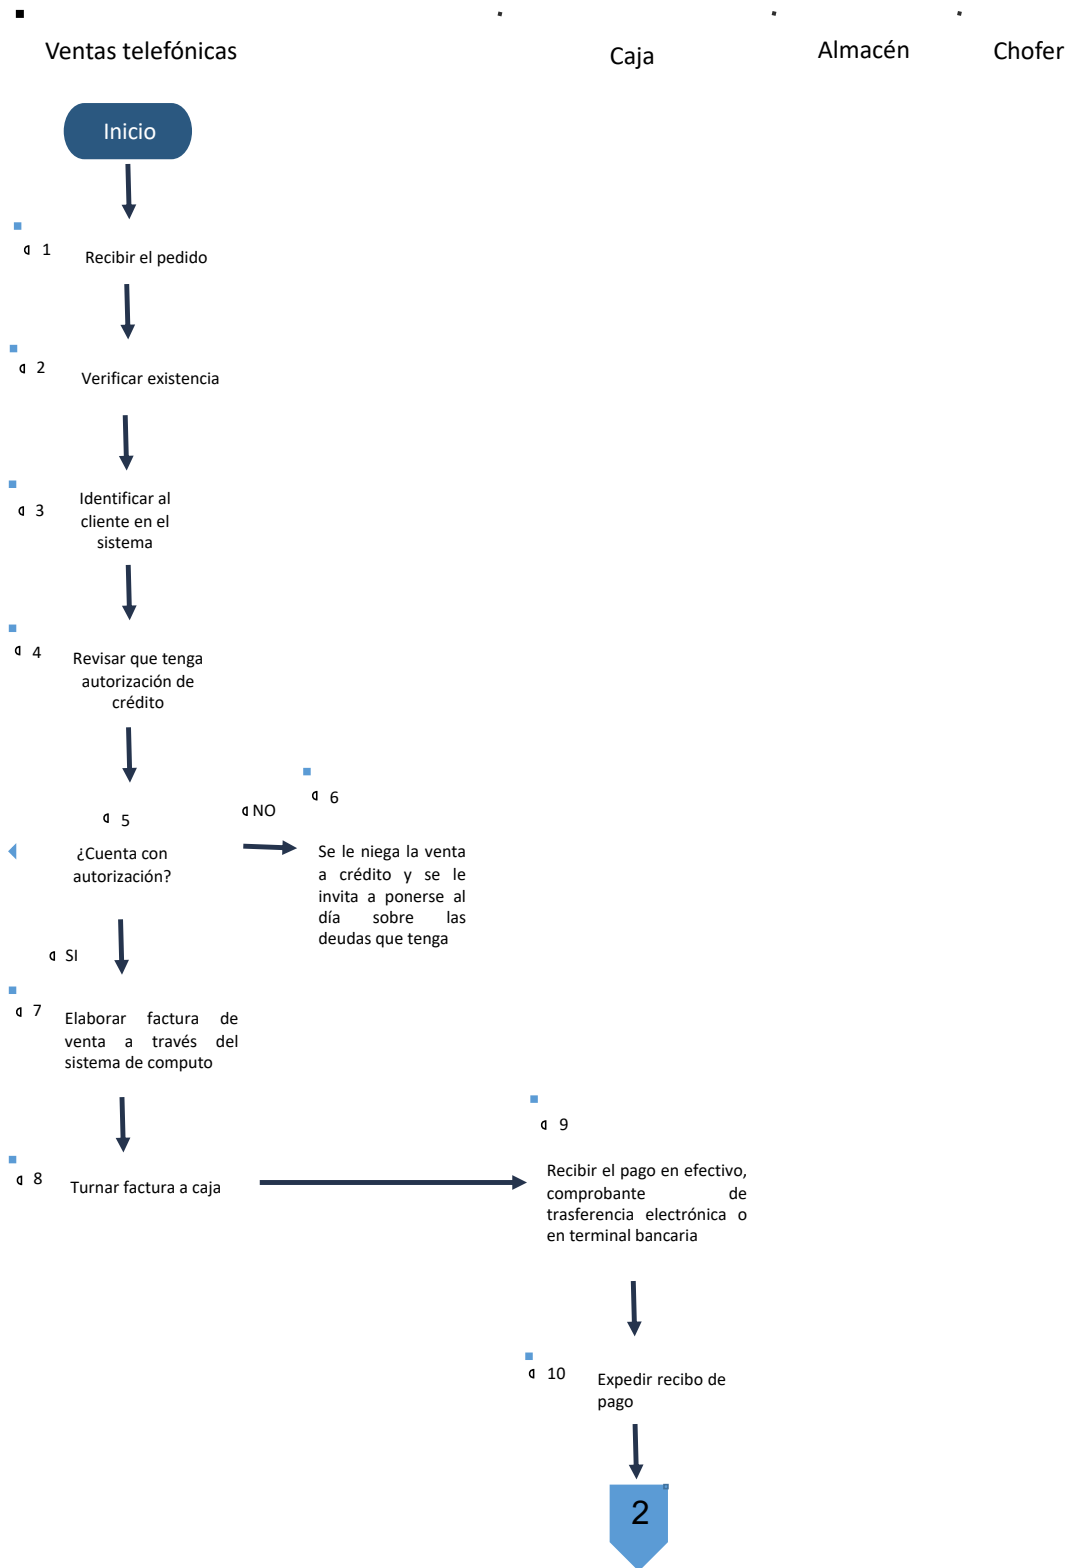 Ventas telefónicas
Caja
Almacén
Chofer
Inicio
1
Recibir el pedido
2
Verificar existencia
3
Identificar al
cliente en el
sistema
4
Revisar que tenga
autorización de
crédito
5
¿Cuenta con
autorización?
NO
6
Se le niega la venta
a crédito y se le
invita a ponerse al
día sobre las
deudas que tenga
SI
7
Elaborar factura de
venta a través del
sistema de computo
8
Turnar factura a caja
9
Recibir el pago en efectivo,
comprobante de
trasferencia electrónica o
en terminal bancaria
10
Expedir recibo de
pago
2